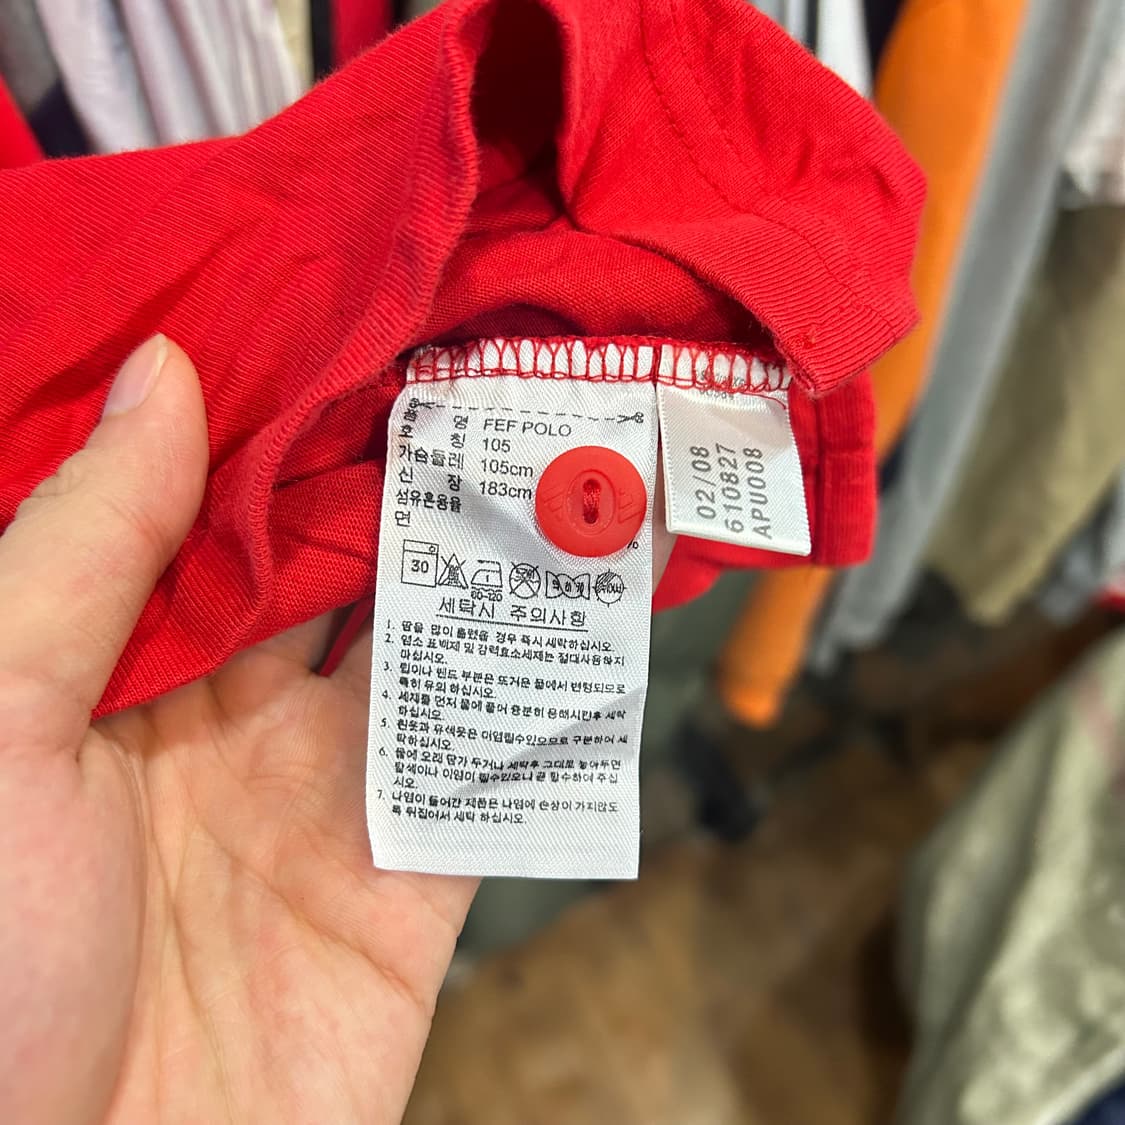 품 명 FEF POLO
호 칭 105
가슴둘레 105cm
신 장 183cm
섬유혼용율
면 %
30
60-120
세탁시 주의사항
1. 땀을 많이 흘렸을 경우 즉시 세탁하십시오.
2. 염소 표백제 및 강력효소세제는 절대사용하지
마십시오.
3. 립이나 밴드 부분은 뜨거운 물에서 변형되므로
특히 유의 하십시오.
4. 세제를 먼저 물에 풀어 충분히 용해시킨후 세탁
하십시오.
5. 흰옷과 유색옷은 이염될수있으므로 구분하여 세
탁하십시오.
6. 물에 오래 담가 두거나 세탁후 그대로 놓아두면
탈색이나 이염이 될수있으니 곧 탈수하여 주십
시오.
7. 나염이 들어간 제품은 나염에 손상이 가지않도
록 뒤집어서 세탁 하십시오.
02/08
610827
APU008